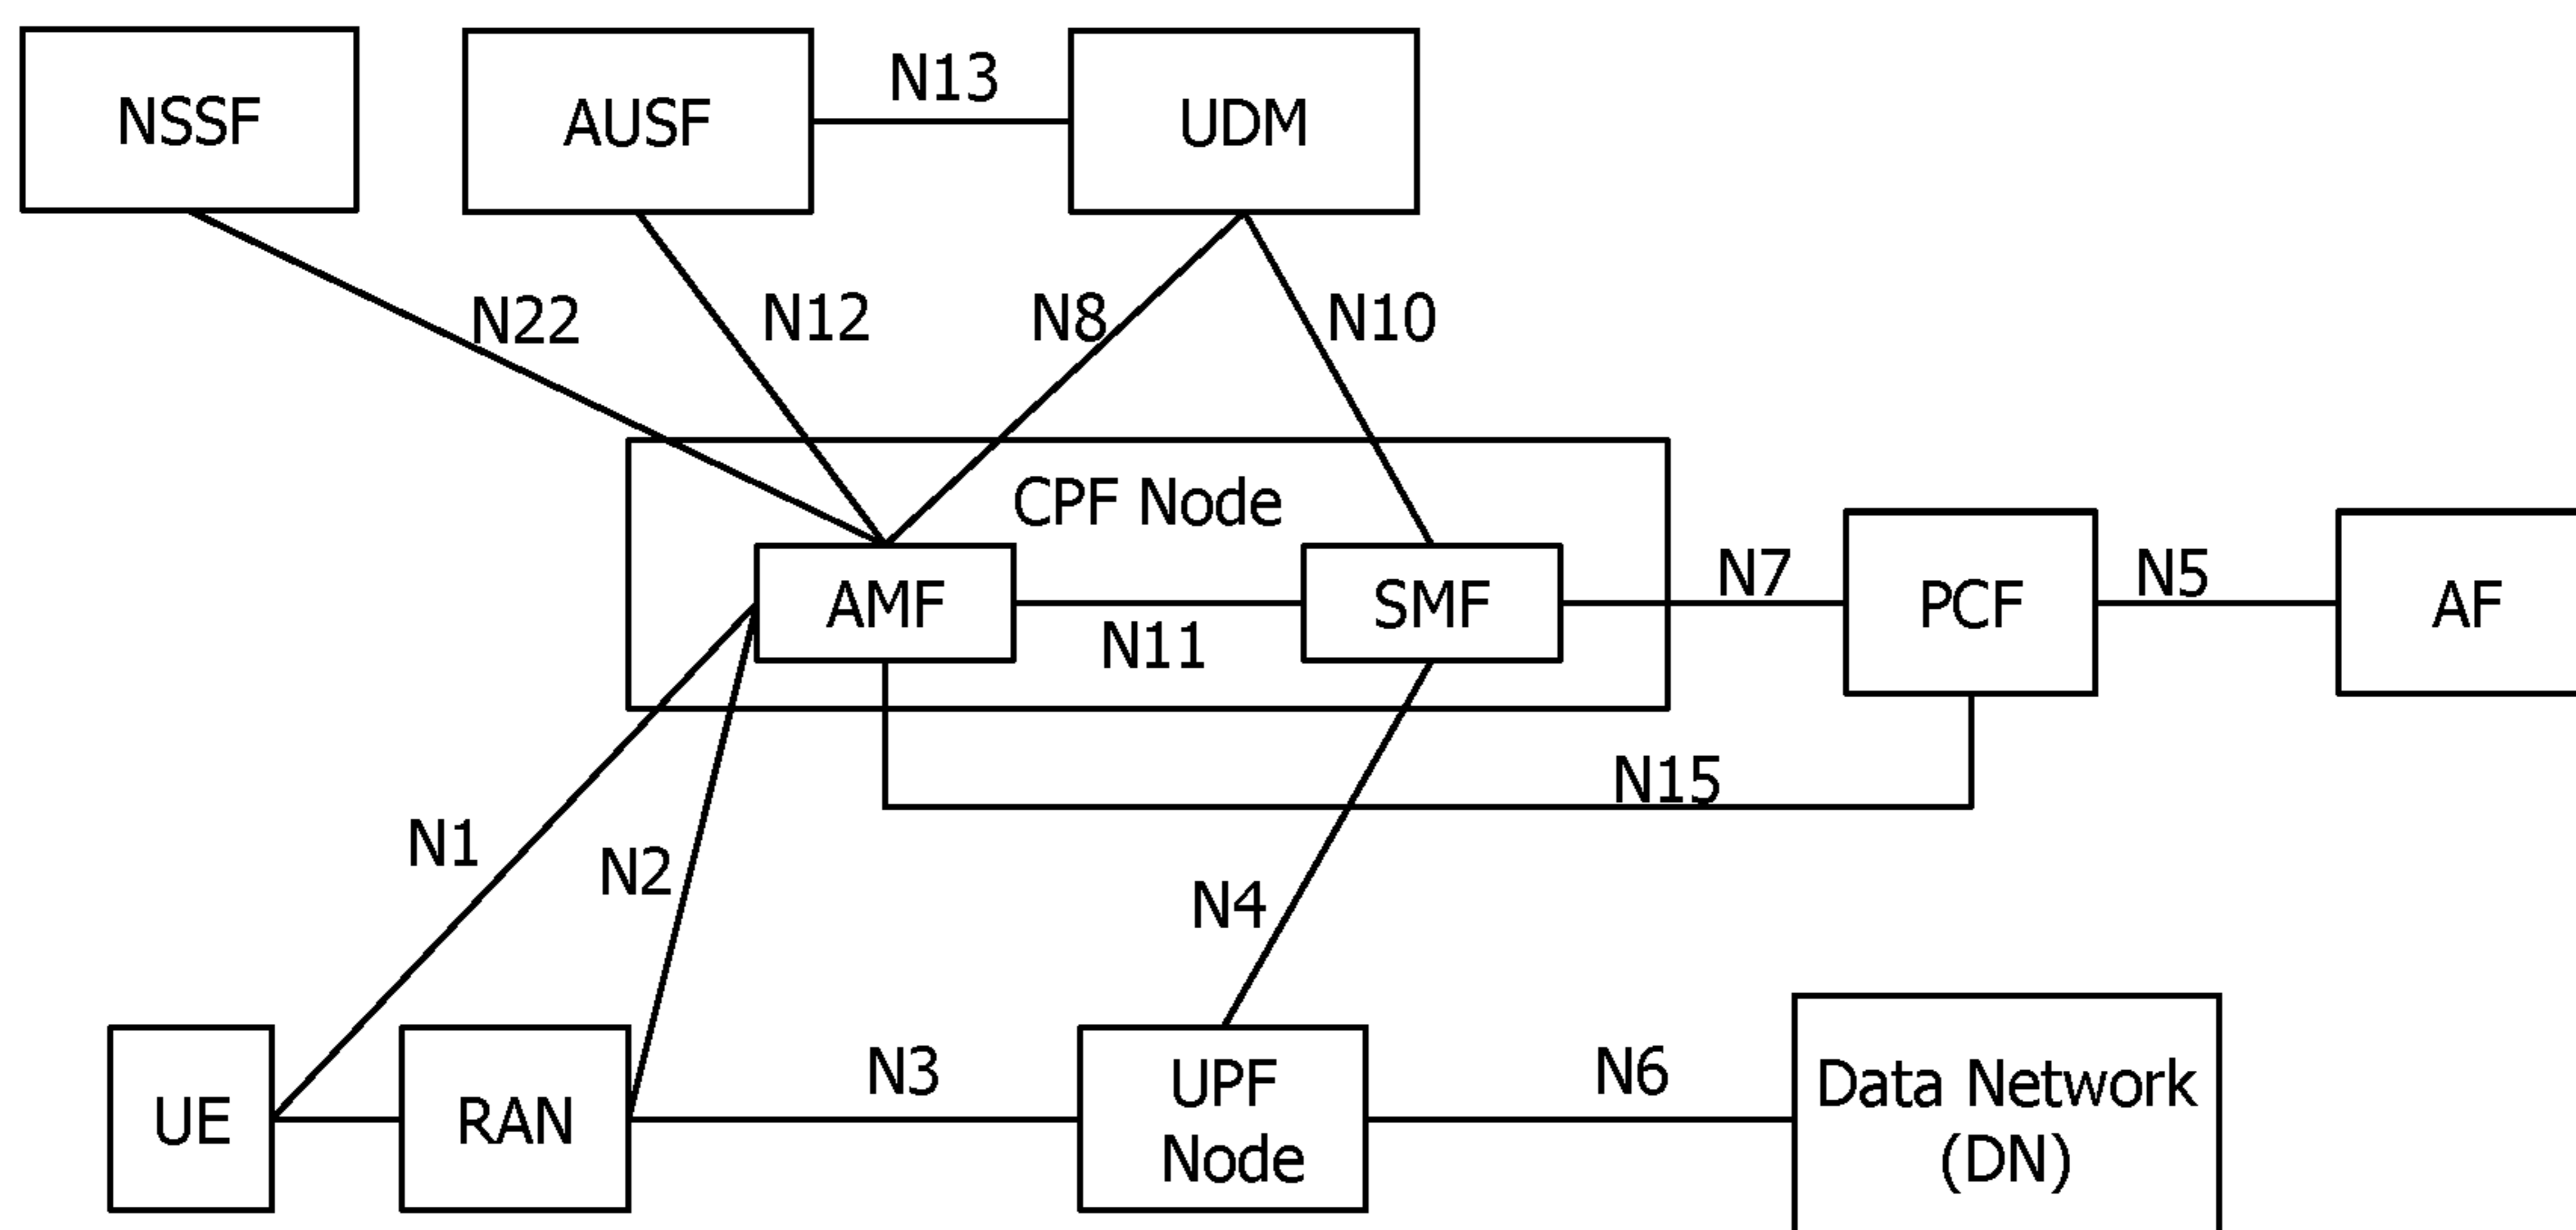 NSSF
AUSF
N13
UDM
N22
N12
N8
N10
CPF Node
AMF
N11
SMF
N7
PCF
N5
AF
N15
N1
N2
N4
UE
RAN
N3
UPF
Node
N6
Data Network
(DN)